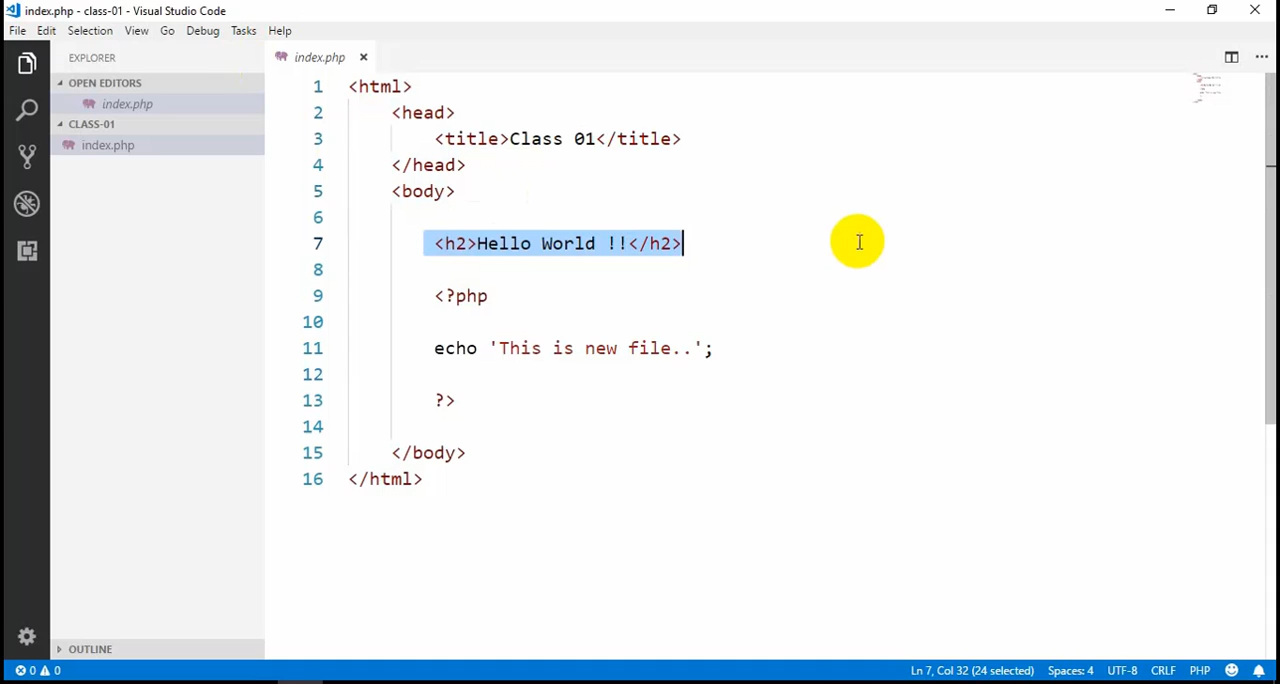 index.php - class-01 - Visual Studio Code
File Edit Selection View Go Debug Tasks Help
EXPLORER
OPEN EDITORS
index.php
CLASS-01
index.php
OUTLINE
index.php
1 <html>
2 <head>
3 <title>Class 01</title>
4 </head>
5 <body>
6
7 <h2>Hello World !!</h2>
8
9 <?php
10
11 echo 'This is new file..';
12
13 ?>
14
15 </body>
16 </html>
0 0
Ln 7, Col 32 (24 selected) Spaces: 4 UTF-8 CRLF PHP